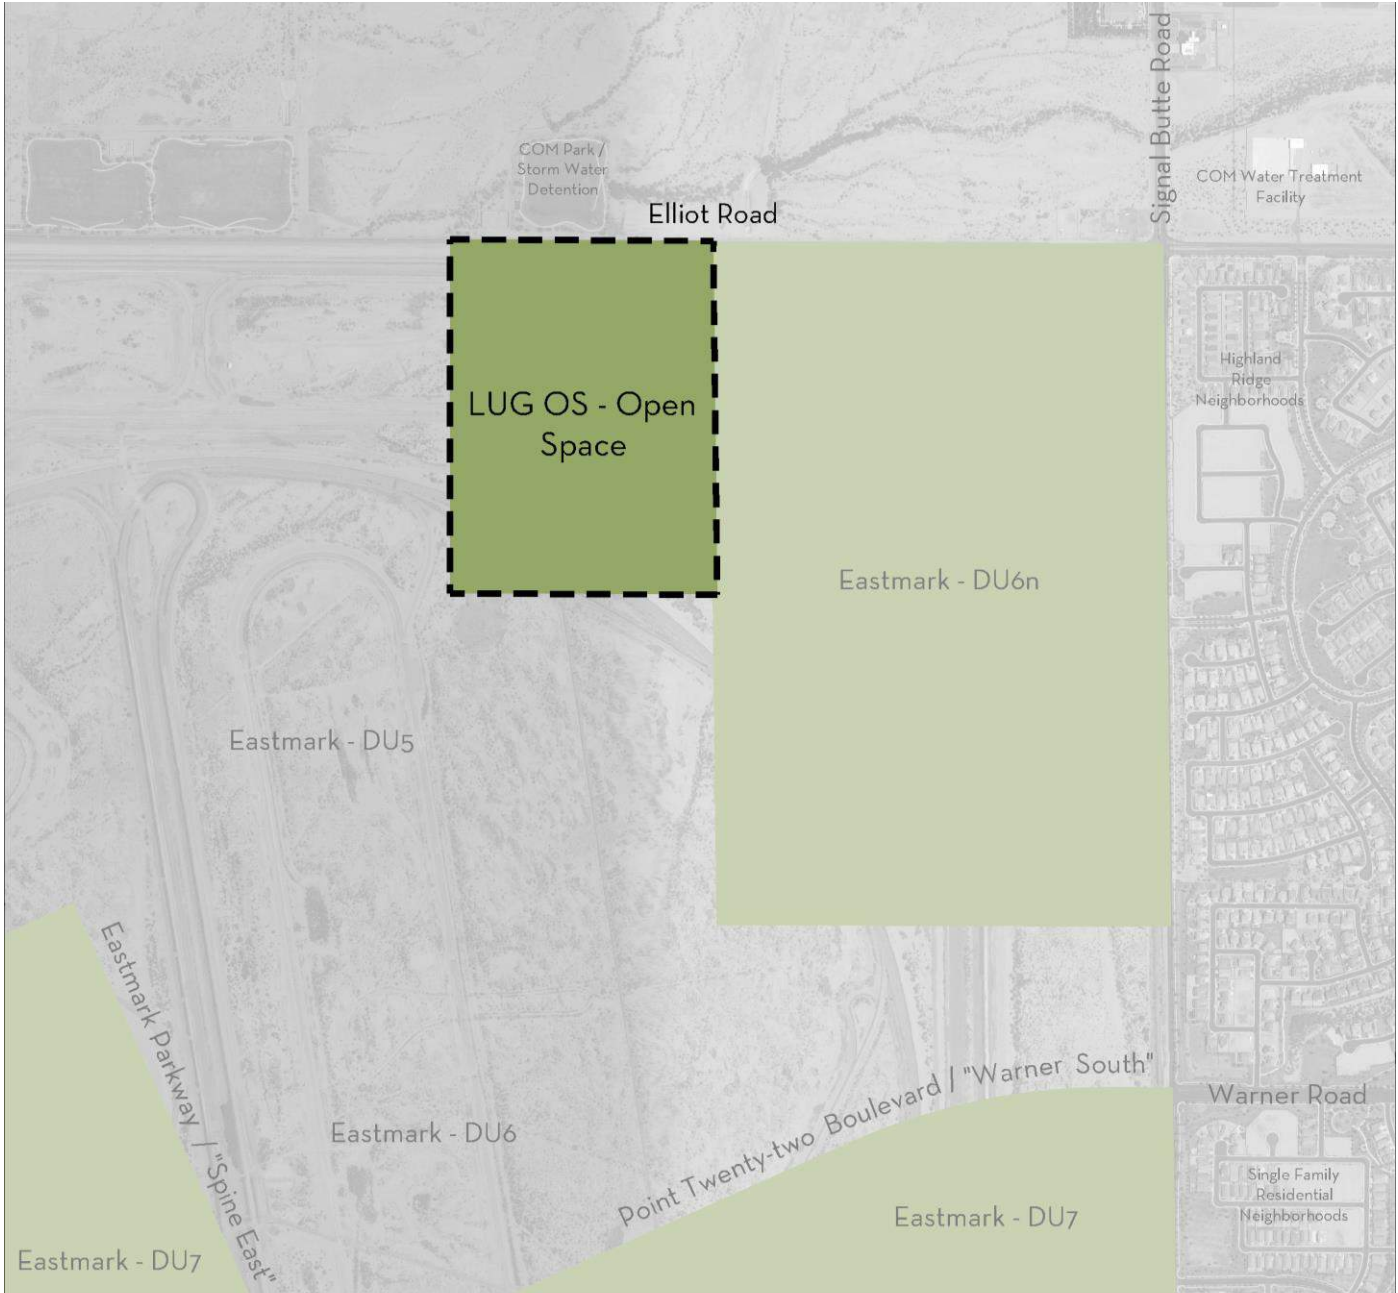 Signal Butte Road
COM Park /
Storm Water
Detention
COM Water Treatment
Facility
Elliot Road
Highland
Ridge
Neighborhoods
LUG OS - Open
Space
Eastmark - DU6n
Eastmark - DU5
Eastmark Parkway / "Spine East"
Point Twenty-two Boulevard / "Warner South"
Warner Road
Eastmark - DU6
Single Family
Residential
Neighborhoods
Eastmark - DU7
Eastmark - DU7